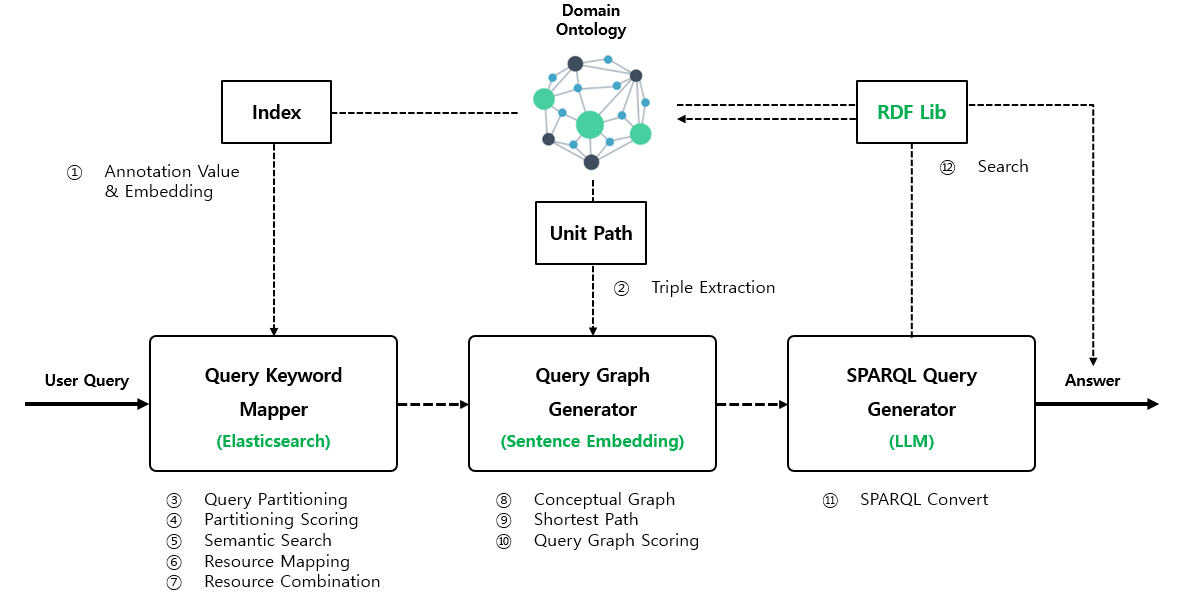 Domain
Ontology
Index
RDF Lib
① Annotation Value
& Embedding
⑫ Search
Unit Path
② Triple Extraction
User Query
Query Keyword
Mapper
(Elasticsearch)
Query Graph
Generator
(Sentence Embedding)
SPARQL Query
Generator
(LLM)
Answer
③ Query Partitioning
④ Partitioning Scoring
⑤ Semantic Search
⑥ Resource Mapping
⑦ Resource Combination
⑧ Conceptual Graph
⑨ Shortest Path
⑩ Query Graph Scoring
⑪ SPARQL Convert